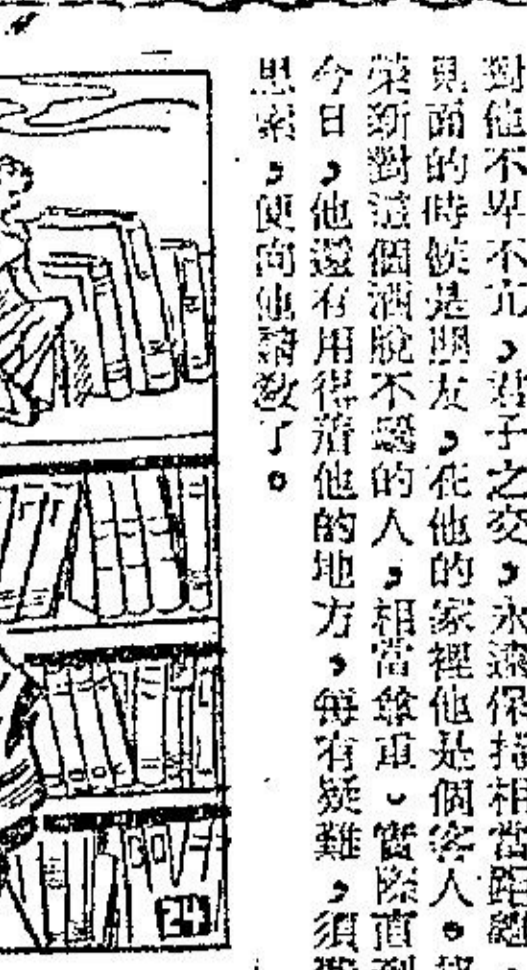 對他不卑不亢，君子之交，永遠保持相當距離，
見面的時候是朋友，在他的家裡他是個客人。
榮新對這個洒脫不羈的人，相當尊重。實際直到
今日，他還有用得着他的地方，每有疑難，須
思索，便向他請教了。
24